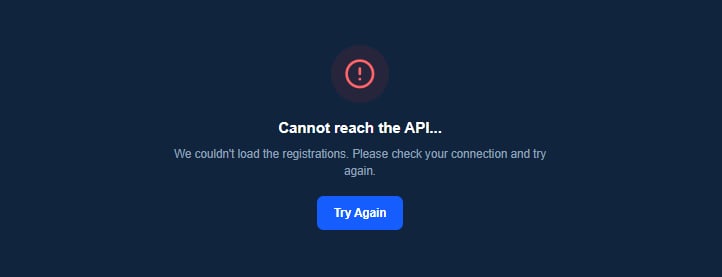 Cannot reach the API...
We couldn't load the registrations. Please check your connection and try
again.
Try Again